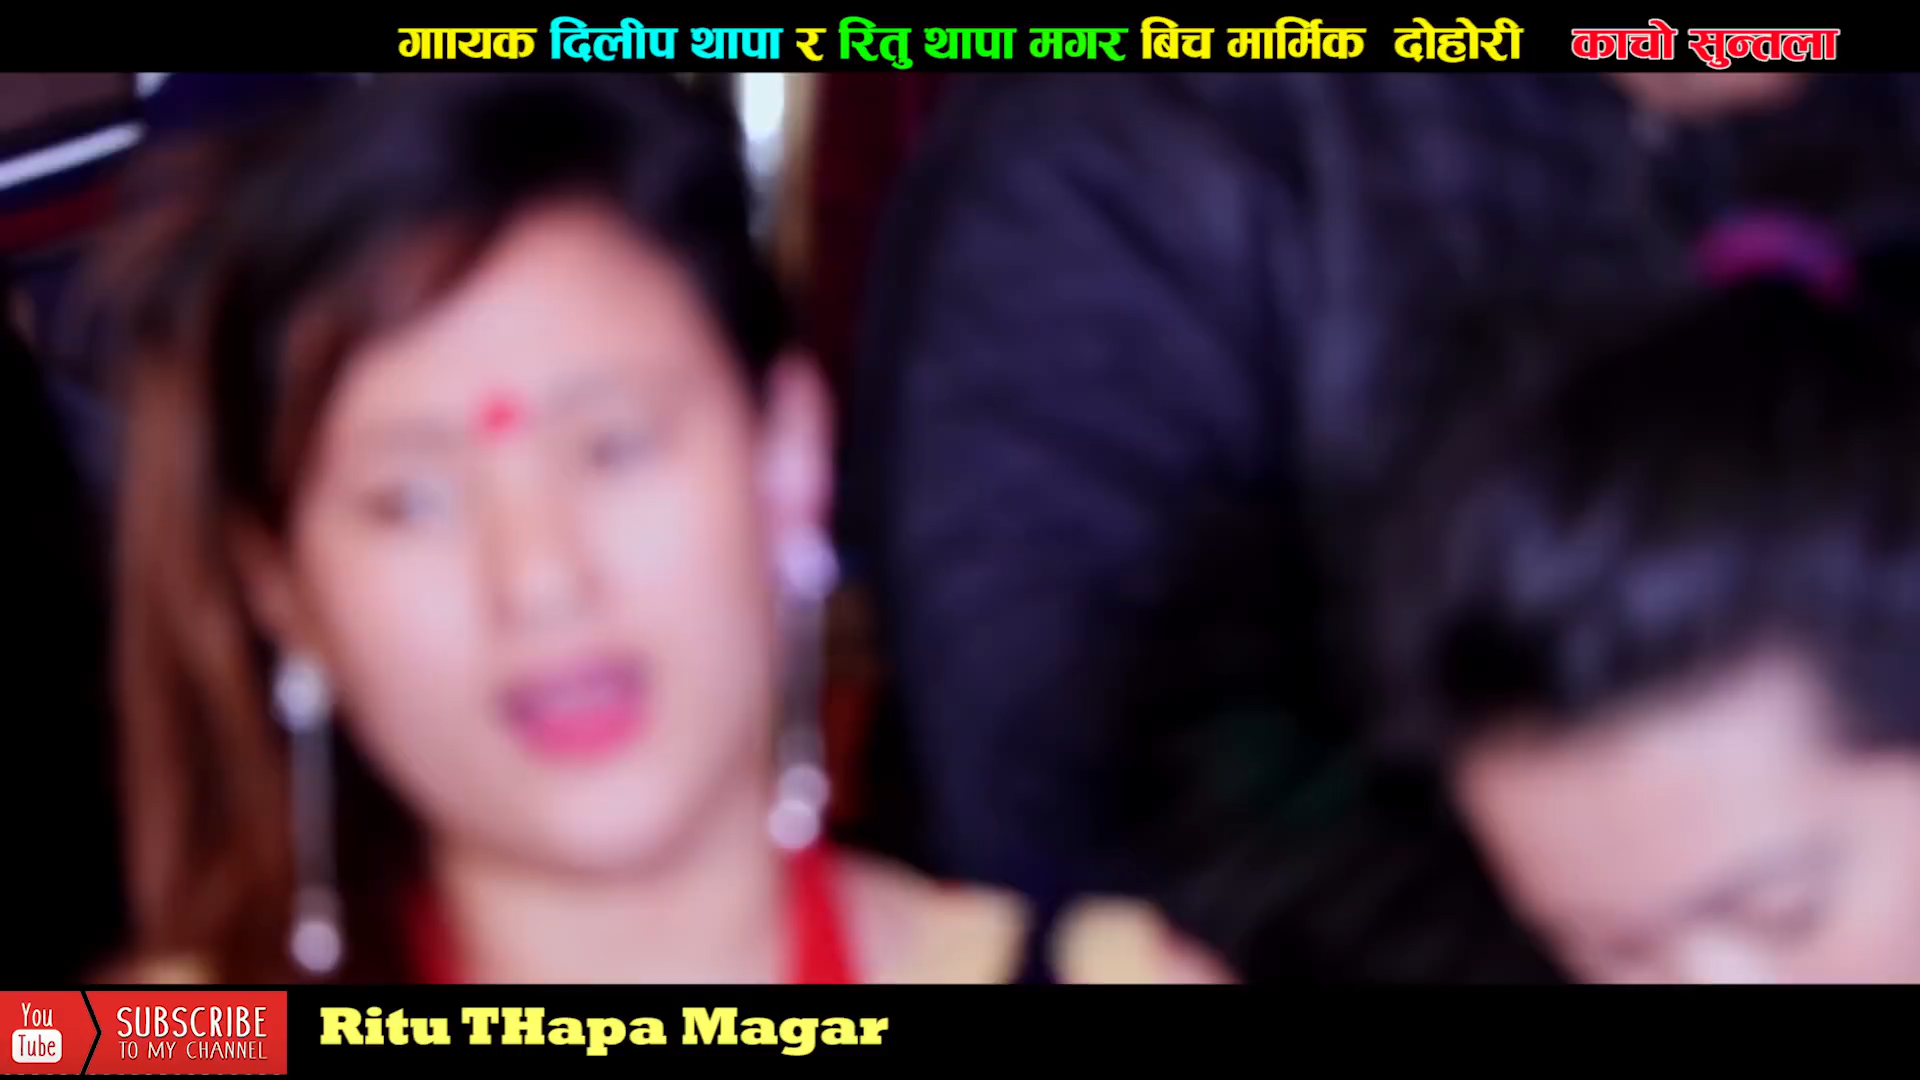 गाायक दिलीप थापा र रितु थापा मगर बिच मार्मिक दोहोरी काचो सुन्तला
You Tube SUBSCRIBE TO MY CHANNEL
Ritu THapa Magar